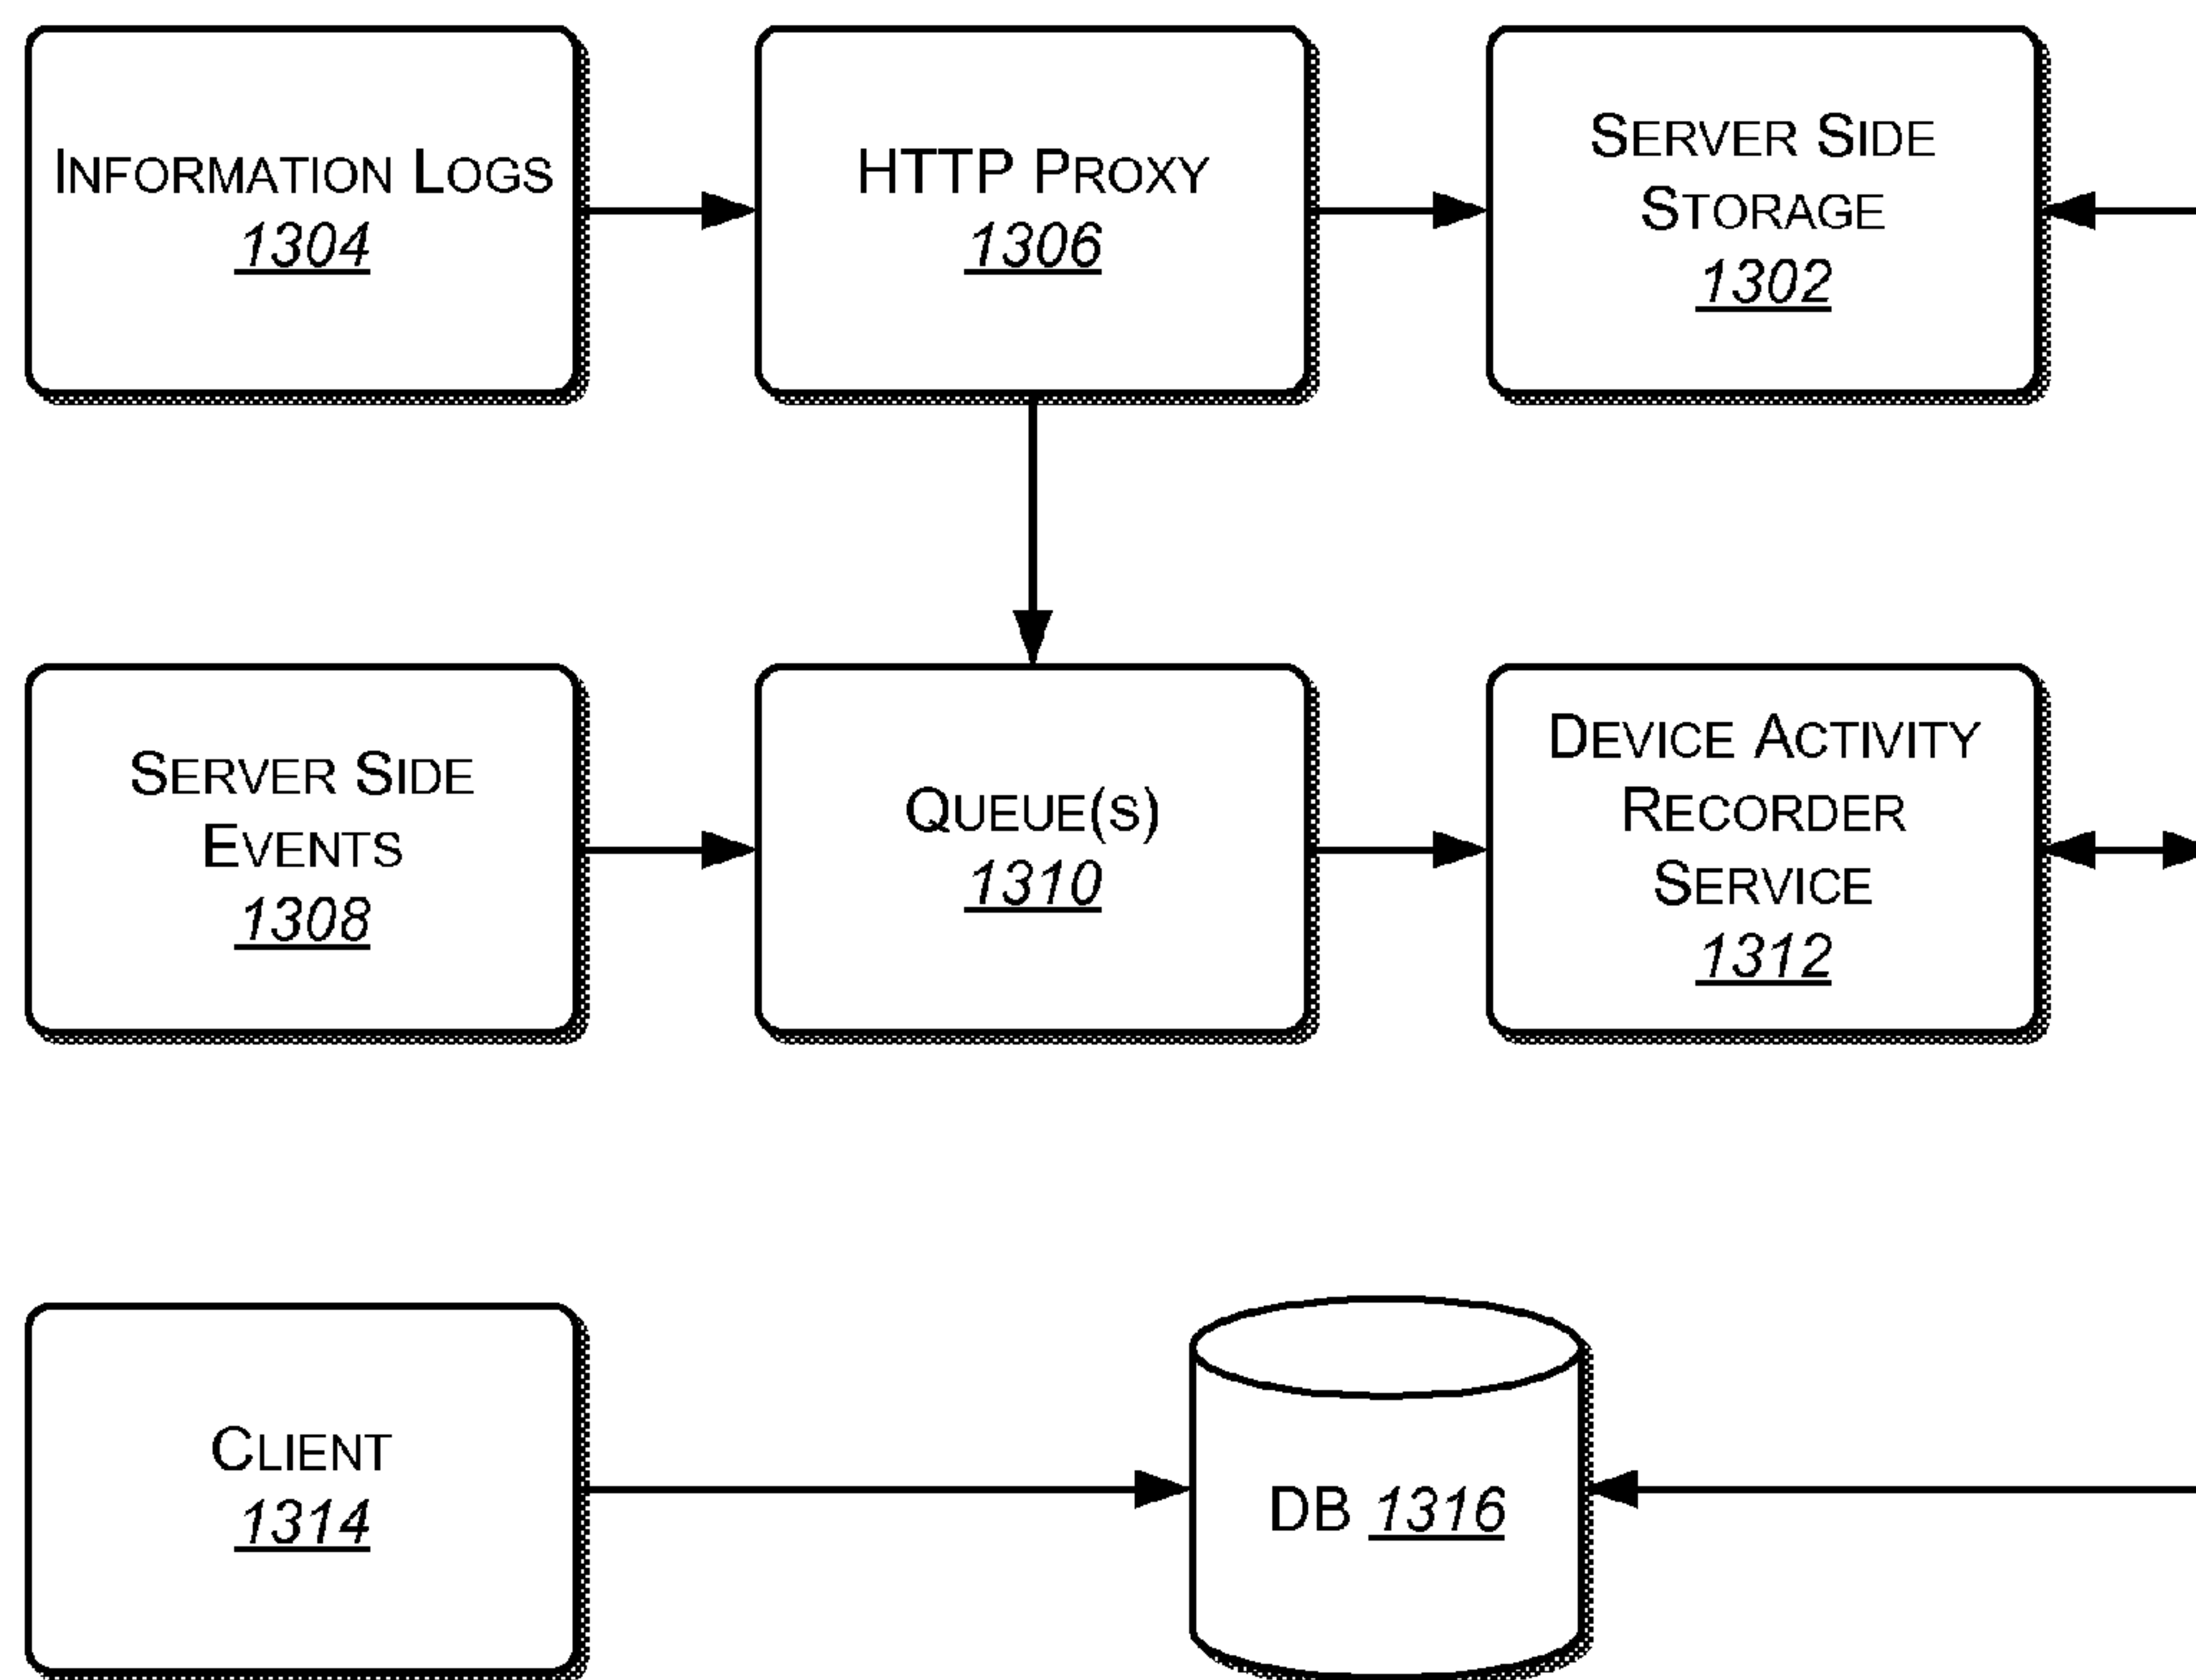 INFORMATION LOGS
1304
HTTP PROXY
1306
SERVER SIDE
STORAGE
1302
SERVER SIDE
EVENTS
1308
QUEUE(S)
1310
DEVICE ACTIVITY
RECORDER
SERVICE
1312
CLIENT
1314
DB 1316